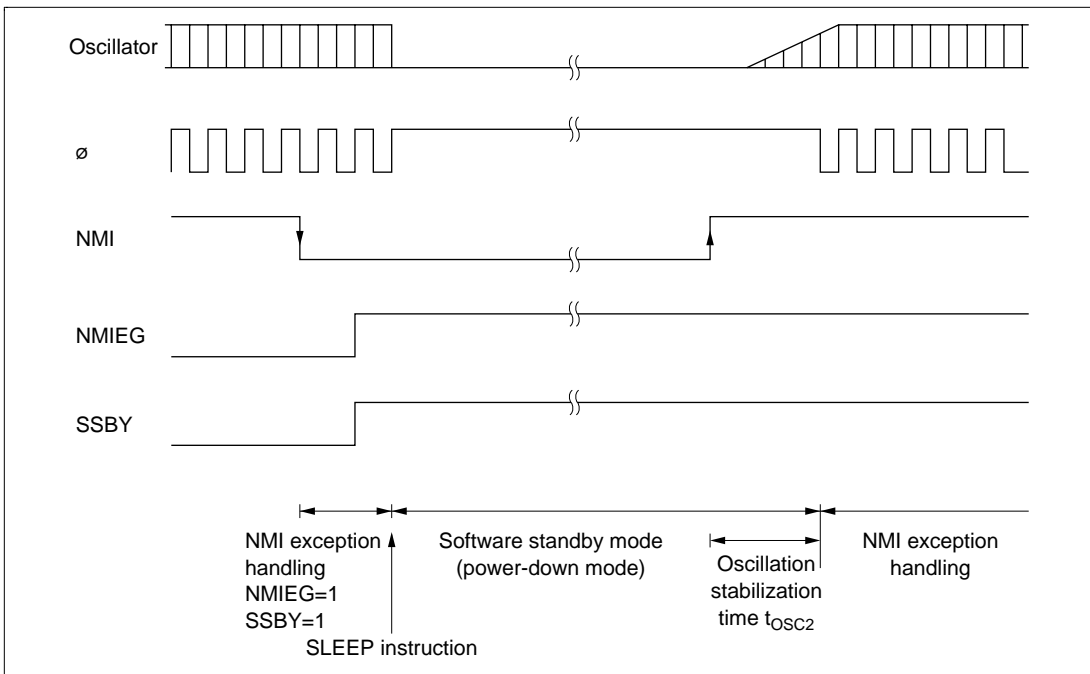 Oscillator
ø
NMI
NMIEG
SSBY
NMI exception
handling
NMIEG=1
SSBY=1
SLEEP instruction
Software standby mode
(power-down mode)
Oscillation
stabilization
time tOSC2
NMI exception
handling